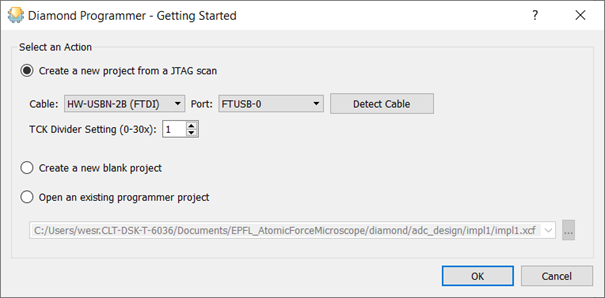 Diamond Programmer - Getting Started
Select an Action
Create a new project from a JTAG scan
Cable: HW-USBN-2B (FTDI) Port: FTUSB-0 Detect Cable
TCK Divider Setting (0-30x): 1
Create a new blank project
Open an existing programmer project
C:/Users/wesr.CLT-DSK-T-6036/Documents/EPFL_AtomicForceMicroscope/diamond/adc_design/impl1/impl1.xcf ...
OK Cancel